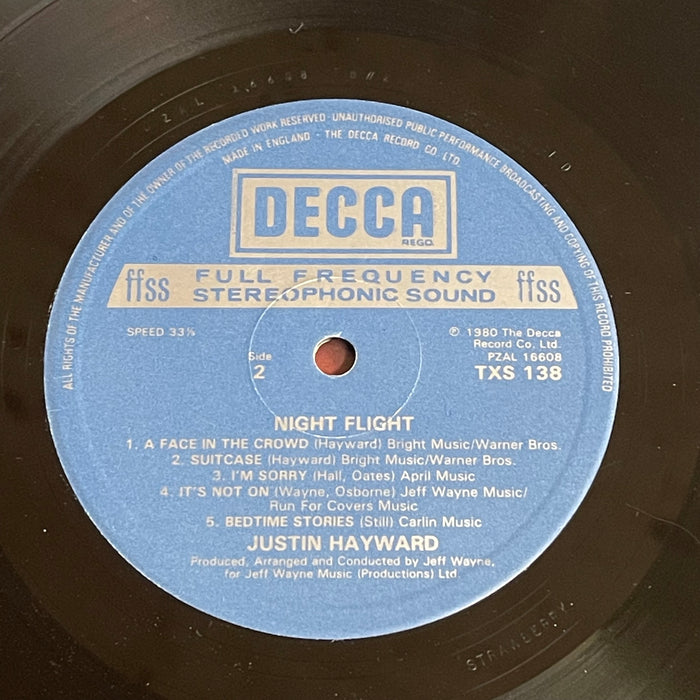 ALL RIGHTS OF THE MANUFACTURER AND OF THE OWNER OF THE RECORDED WORK RESERVED · UNAUTHORISED PUBLIC PERFORMANCE BROADCASTING AND COPYING OF THIS RECORD PROHIBITED
MADE IN ENGLAND · THE DECCA RECORD CO. LTD.
DECCA
REGD.
ffss FULL FREQUENCY STEREOPHONIC SOUND ffss
SPEED 33⅓
℗ 1980 The Decca
Record Co. Ltd.
PZAL 16608
Side
2
TXS 138
NIGHT FLIGHT
1. A FACE IN THE CROWD (Hayward) Bright Music/Warner Bros.
2. SUITCASE (Hayward) Bright Music/Warner Bros.
3. I'M SORRY (Hall, Oates) April Music
4. IT'S NOT ON (Wayne, Osborne) Jeff Wayne Music/
Run For Covers Music
5. BEDTIME STORIES (Still) Carlin Music
JUSTIN HAYWARD
Produced, Arranged and Conducted by Jeff Wayne,
for Jeff Wayne Music (Productions) Ltd
STRAWBERRY